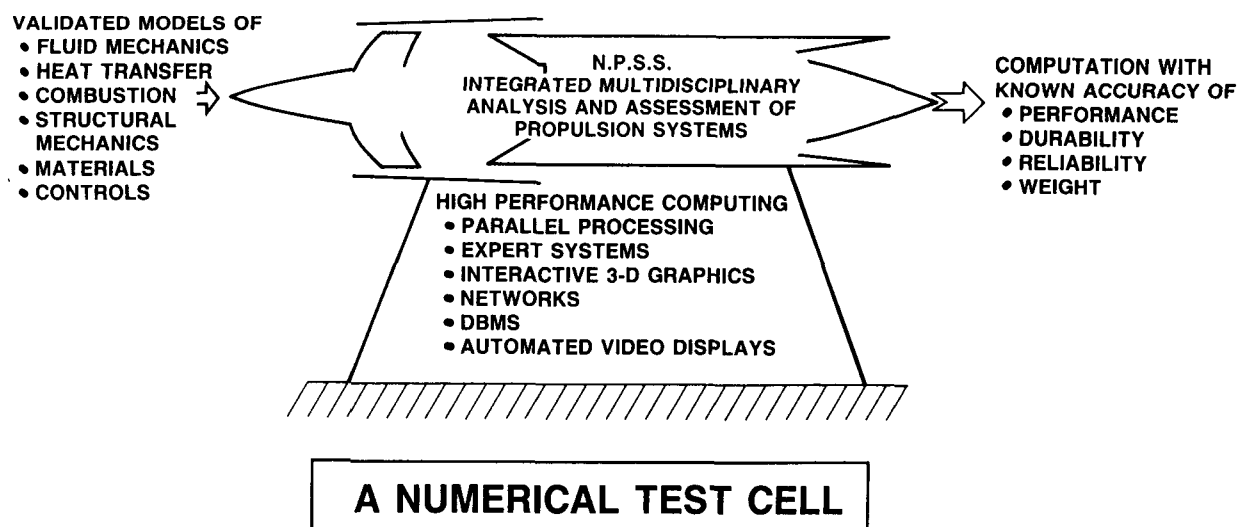 VALIDATED MODELS OF
• FLUID MECHANICS
• HEAT TRANSFER
• COMBUSTION
• STRUCTURAL
MECHANICS
• MATERIALS
• CONTROLS
N.P.S.S.
INTEGRATED MULTIDISCIPLINARY
ANALYSIS AND ASSESSMENT OF
PROPULSION SYSTEMS
COMPUTATION WITH
KNOWN ACCURACY OF
• PERFORMANCE
• DURABILITY
• RELIABILITY
• WEIGHT
HIGH PERFORMANCE COMPUTING
• PARALLEL PROCESSING
• EXPERT SYSTEMS
• INTERACTIVE 3-D GRAPHICS
• NETWORKS
• DBMS
• AUTOMATED VIDEO DISPLAYS
A NUMERICAL TEST CELL